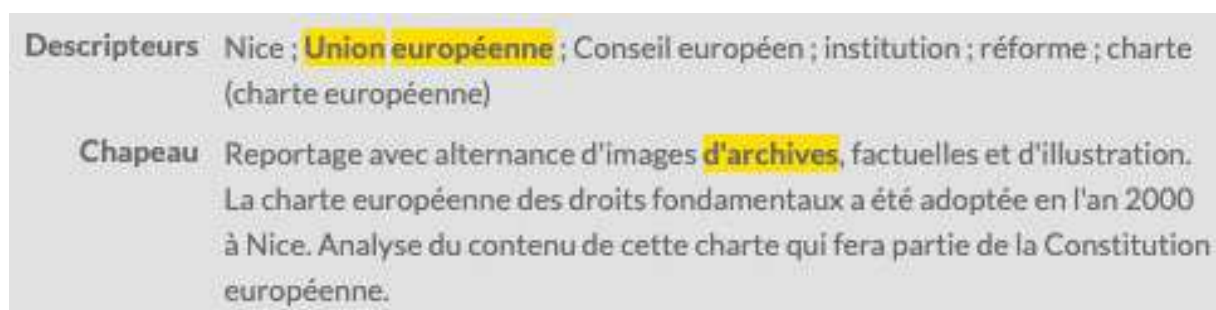 Descripteurs Nice ; Union européenne ; Conseil européen ; institution ; réforme ; charte
(charte européenne)
Chapeau Reportage avec alternance d'images d'archives, factuelles et d'illustration.
La charte européenne des droits fondamentaux a été adoptée en l'an 2000
à Nice. Analyse du contenu de cette charte qui fera partie de la Constitution
européenne.